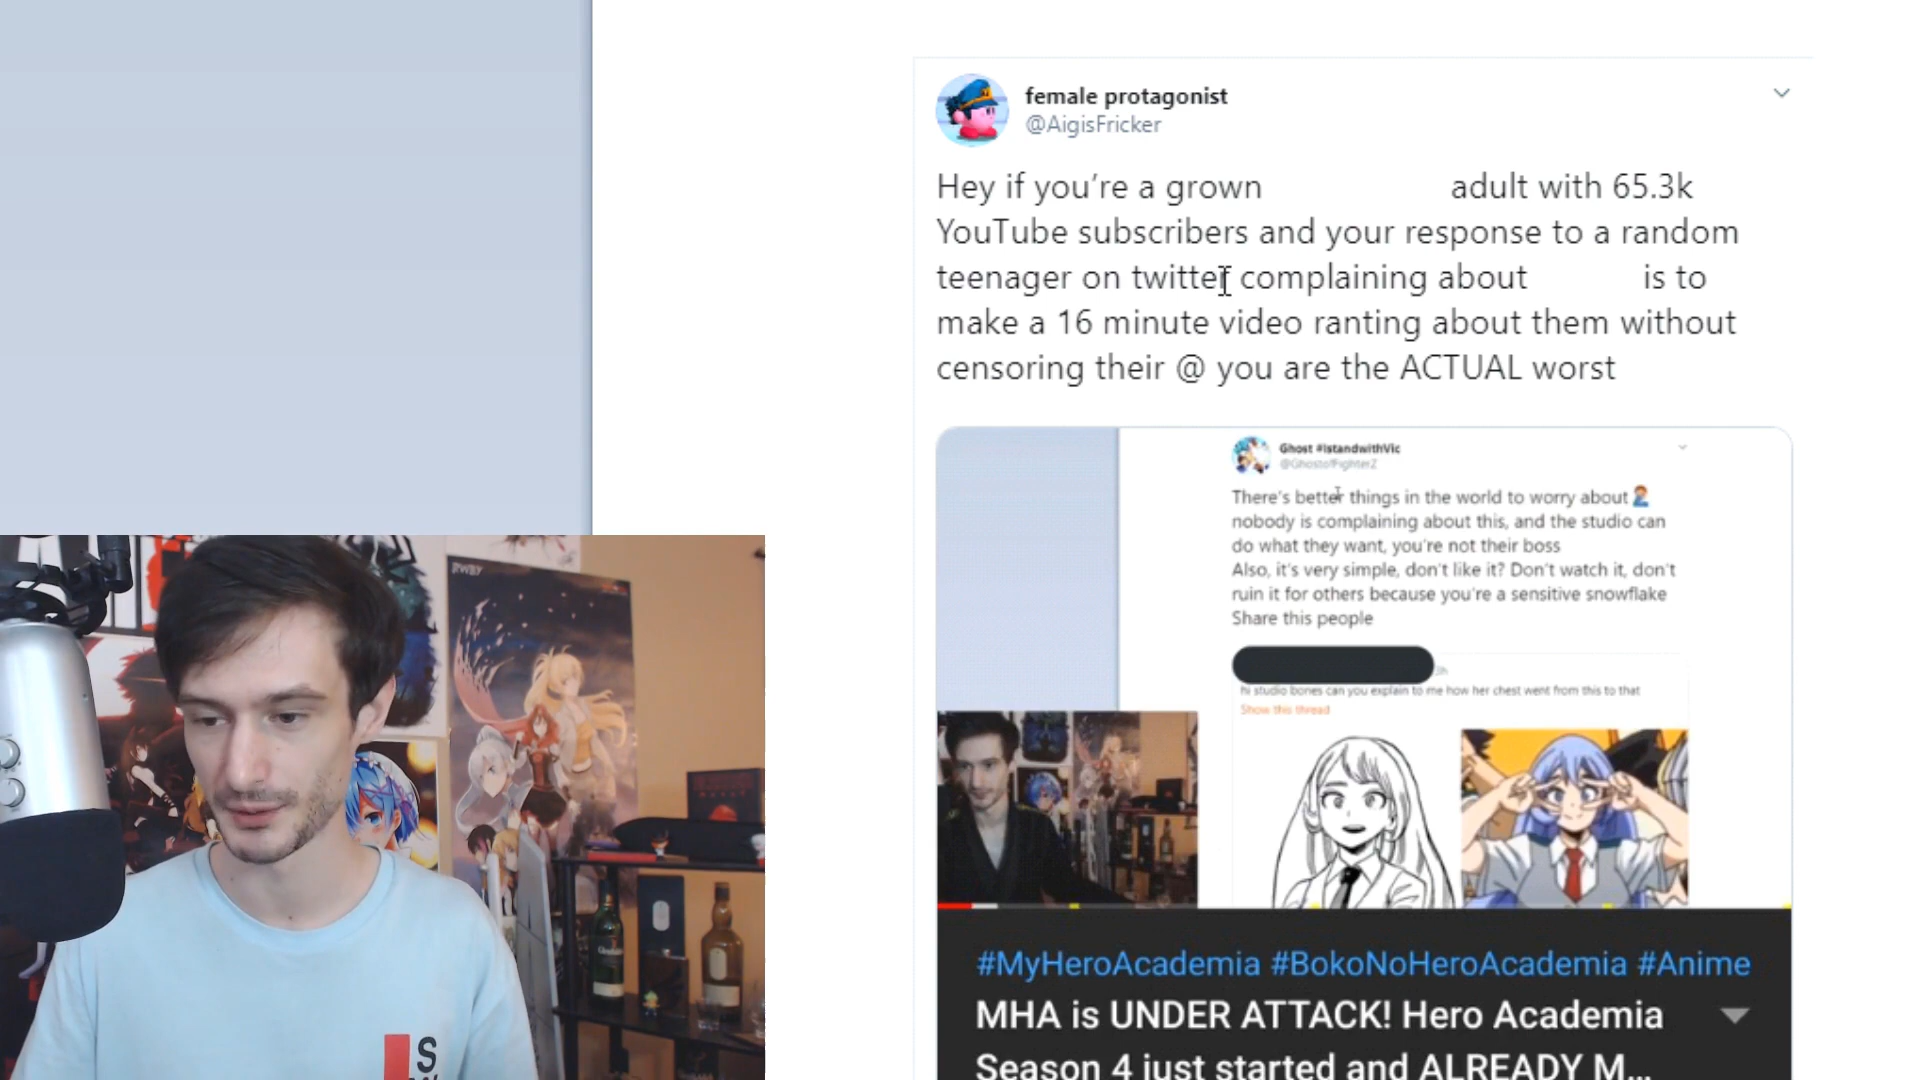 female protagonist
@AigisFricker
Hey if you're a grown adult with 65.3k
YouTube subscribers and your response to a random
teenager on twitter complaining about is to
make a 16 minute video ranting about them without
censoring their @ you are the ACTUAL worst
Ghost #IstandwithVic
@GhostofFighterZ
There's better things in the world to worry about
nobody is complaining about this, and the studio can
do what they want, you're not their boss
Also, it's very simple, don't like it? Don't watch it, don't
ruin it for others because you're a sensitive snowflake
Share this people
hi studio bones can you explain to me how her chest went from this to that
Show this thread
#MyHeroAcademia #BokoNoHeroAcademia #Anime
MHA is UNDER ATTACK! Hero Academia
Season 4 just started and ALREADY M...
RWBY
S